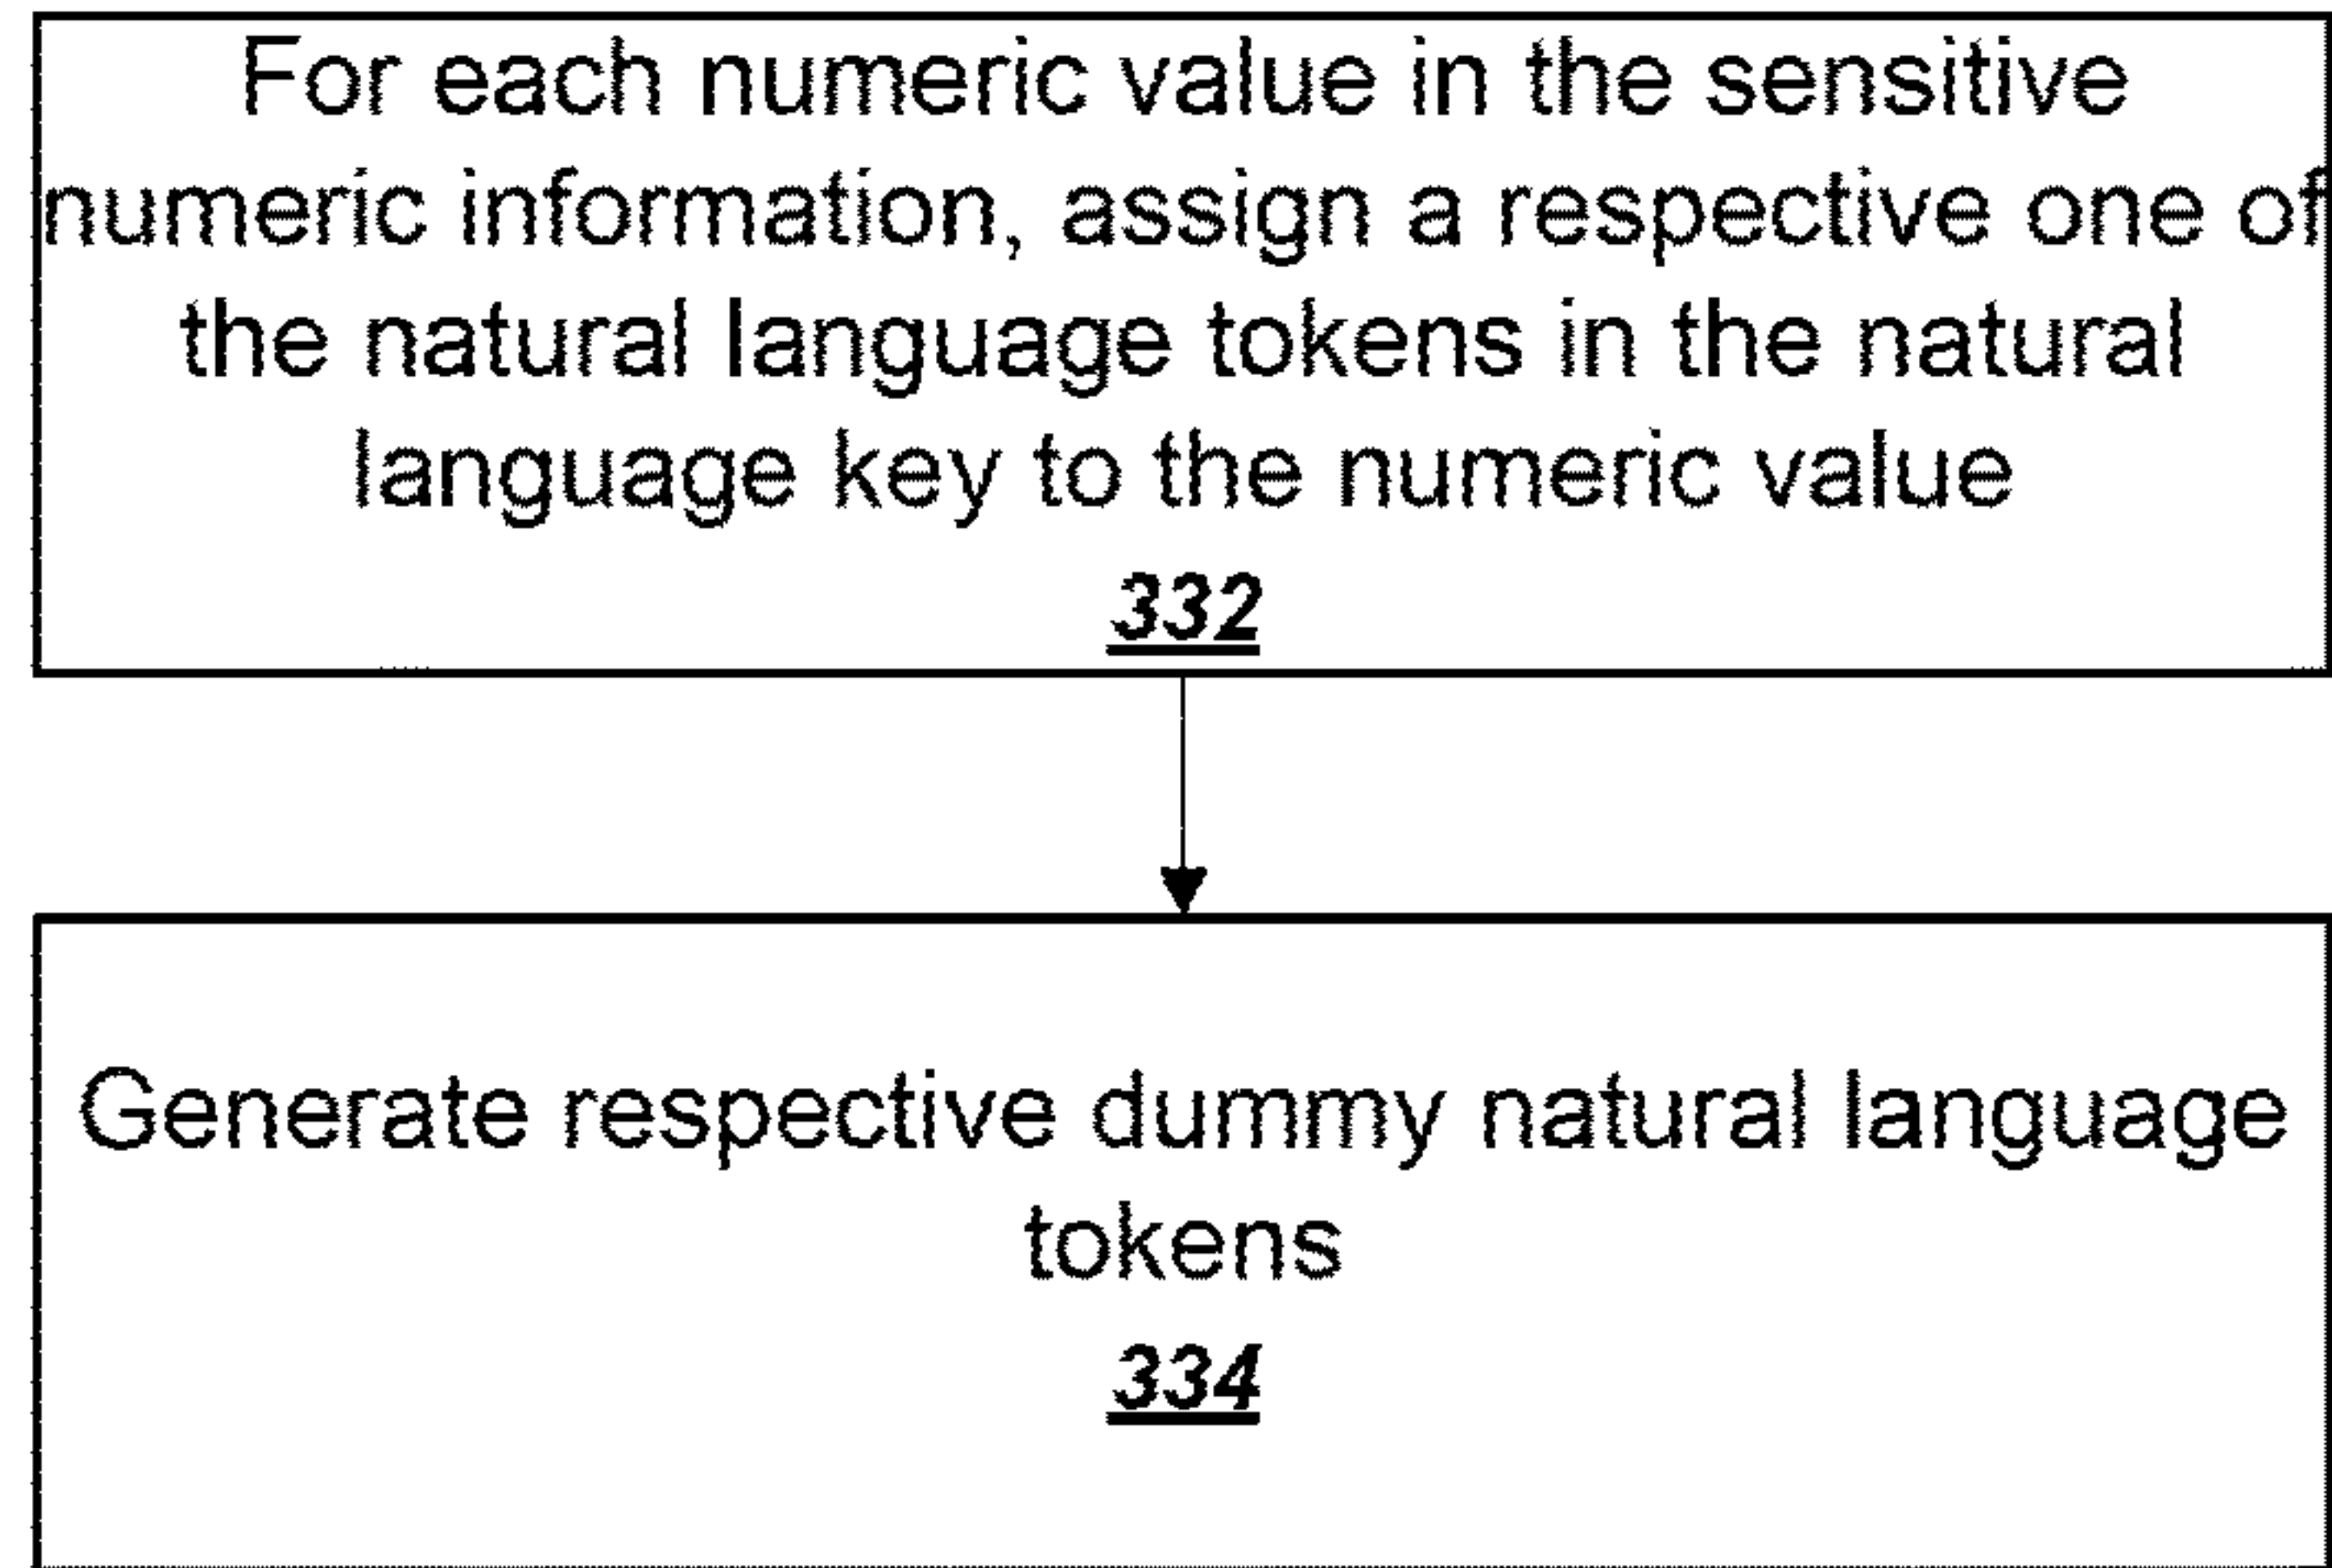 For each numeric value in the sensitive
numeric information, assign a respective one of
the natural language tokens in the natural
language key to the numeric value
332
Generate respective dummy natural language
tokens
334